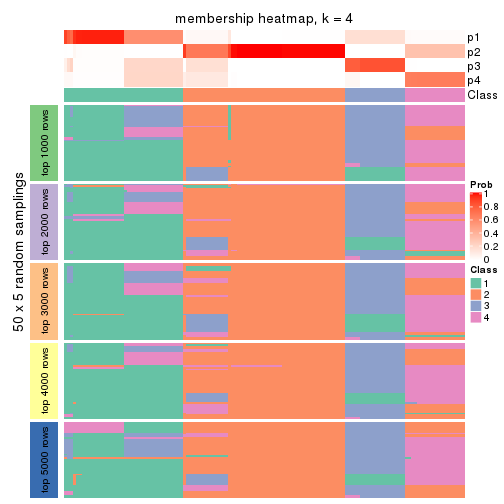 membership heatmap, k = 4
p1
p2
p3
p4
Class
50 x 5 random samplings
top 1000 rows
top 2000 rows
top 3000 rows
top 4000 rows
top 5000 rows
Prob
1
0.8
0.6
0.4
0.2
0
Class
1
2
3
4